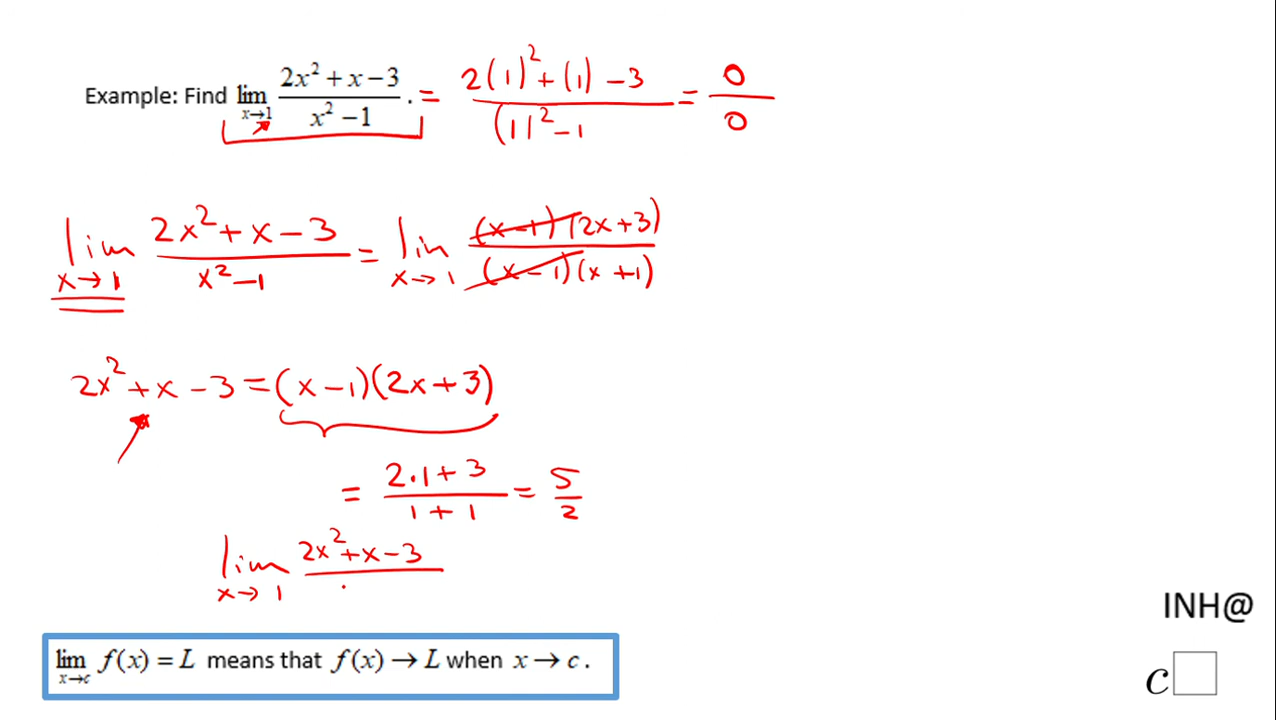 Example: Find lim x→1 (2x² + x − 3)/(x² − 1) . = (2(1)² + (1) − 3)/((1)² − 1) = 0/0
lim x→1 (2x² + x − 3)/(x² − 1) = lim x→1 ((x − 1)(2x + 3))/((x − 1)(x + 1))
2x² + x − 3 = (x − 1)(2x + 3)
= (2·1 + 3)/(1 + 1) = 5/2
lim x→1 (2x² + x − 3)/
INH@
lim x→c f(x) = L means that f(x) → L when x → c .
c